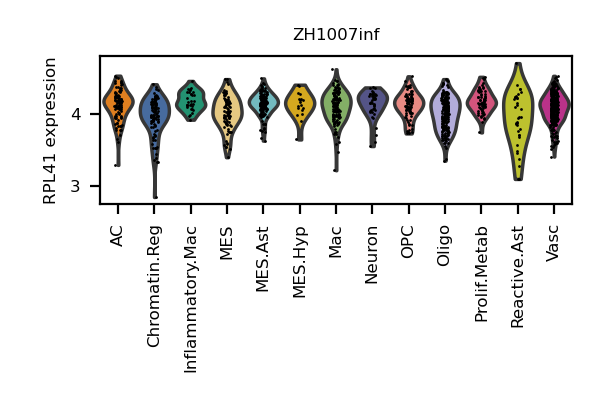 ZH1007inf
RPL41 expression
4
3
AC
Chromatin.Reg
Inflammatory.Mac
MES
MES.Ast
MES.Hyp
Mac
Neuron
OPC
Oligo
Prolif.Metab
Reactive.Ast
Vasc